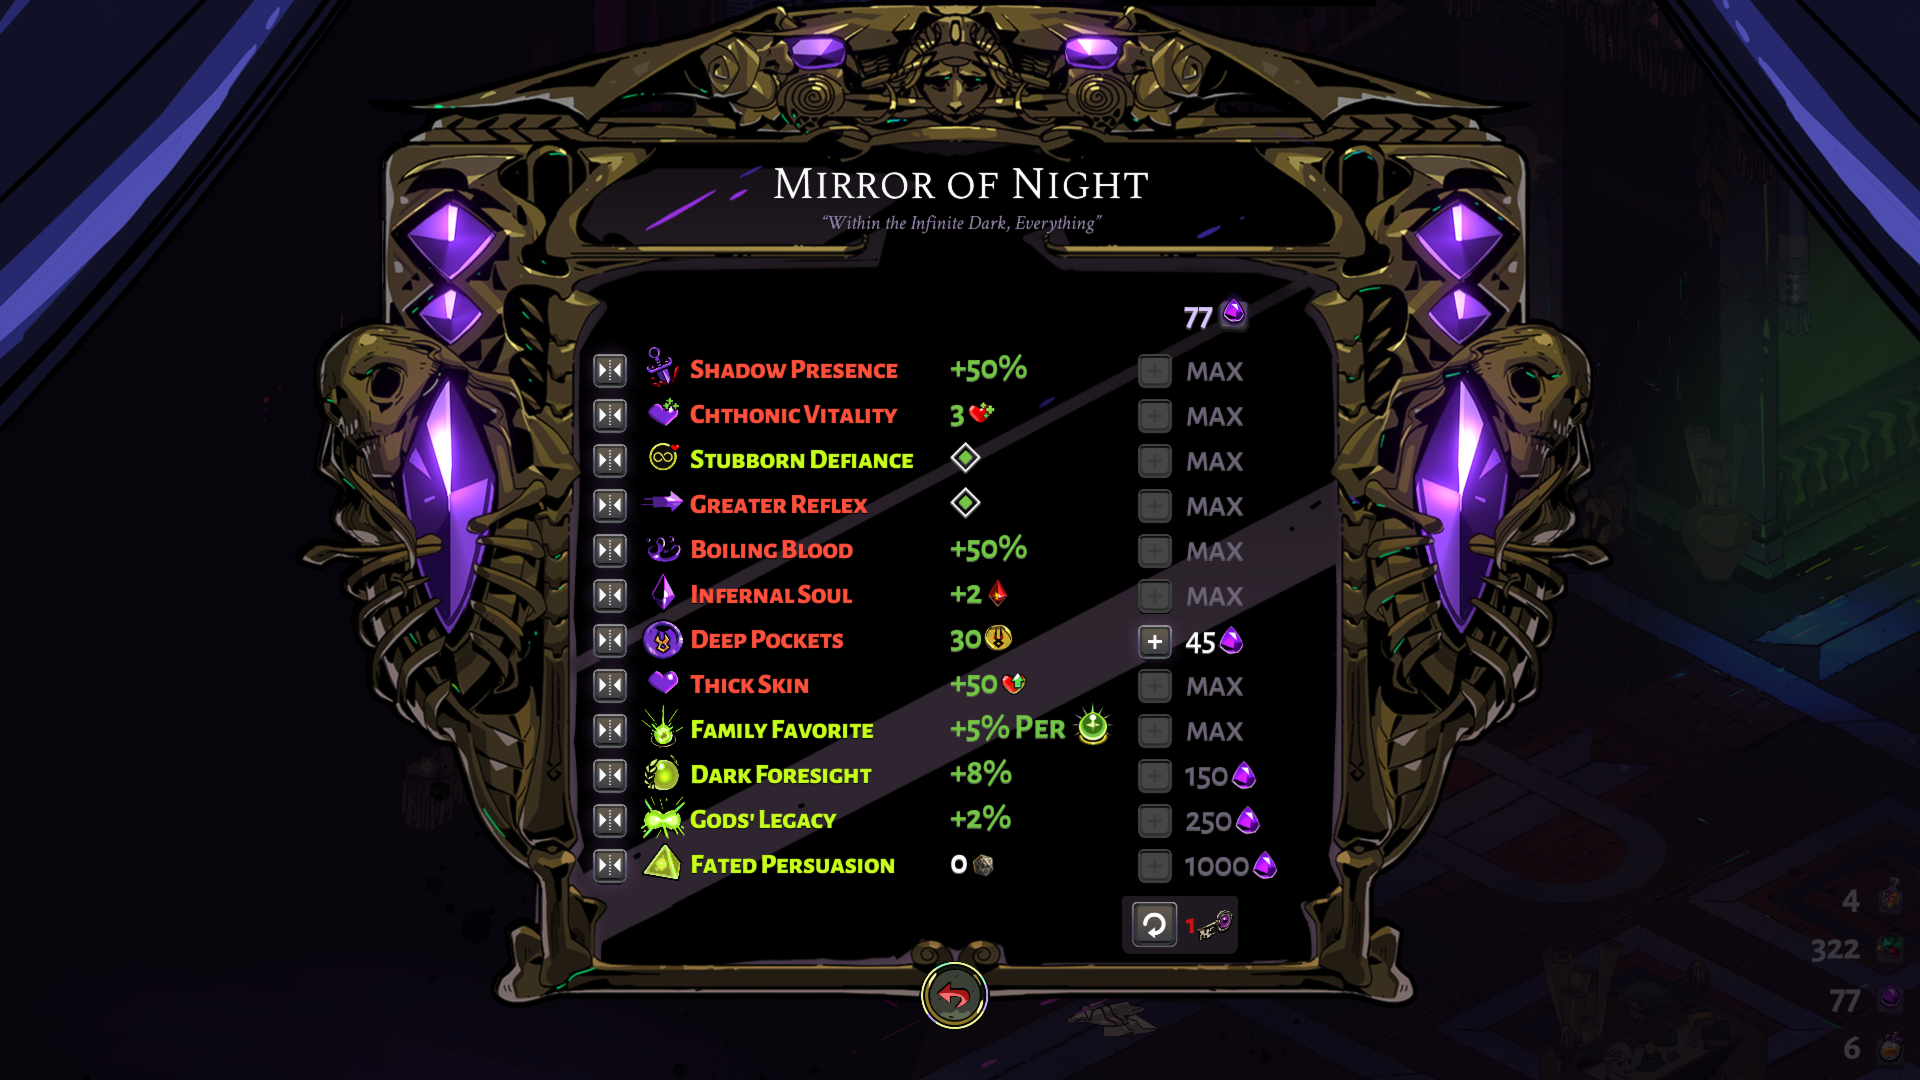 MIRROR OF NIGHT
"Within the Infinite Dark, Everything"
77
SHADOW PRESENCE +50% MAX
CHTHONIC VITALITY 3 MAX
STUBBORN DEFIANCE MAX
GREATER REFLEX MAX
BOILING BLOOD +50% MAX
INFERNAL SOUL +2 MAX
DEEP POCKETS 30 + 45
THICK SKIN +50 MAX
FAMILY FAVORITE +5% PER MAX
DARK FORESIGHT +8% 150
GODS' LEGACY +2% 250
FATED PERSUASION 0 1000
1
4
322
77
6